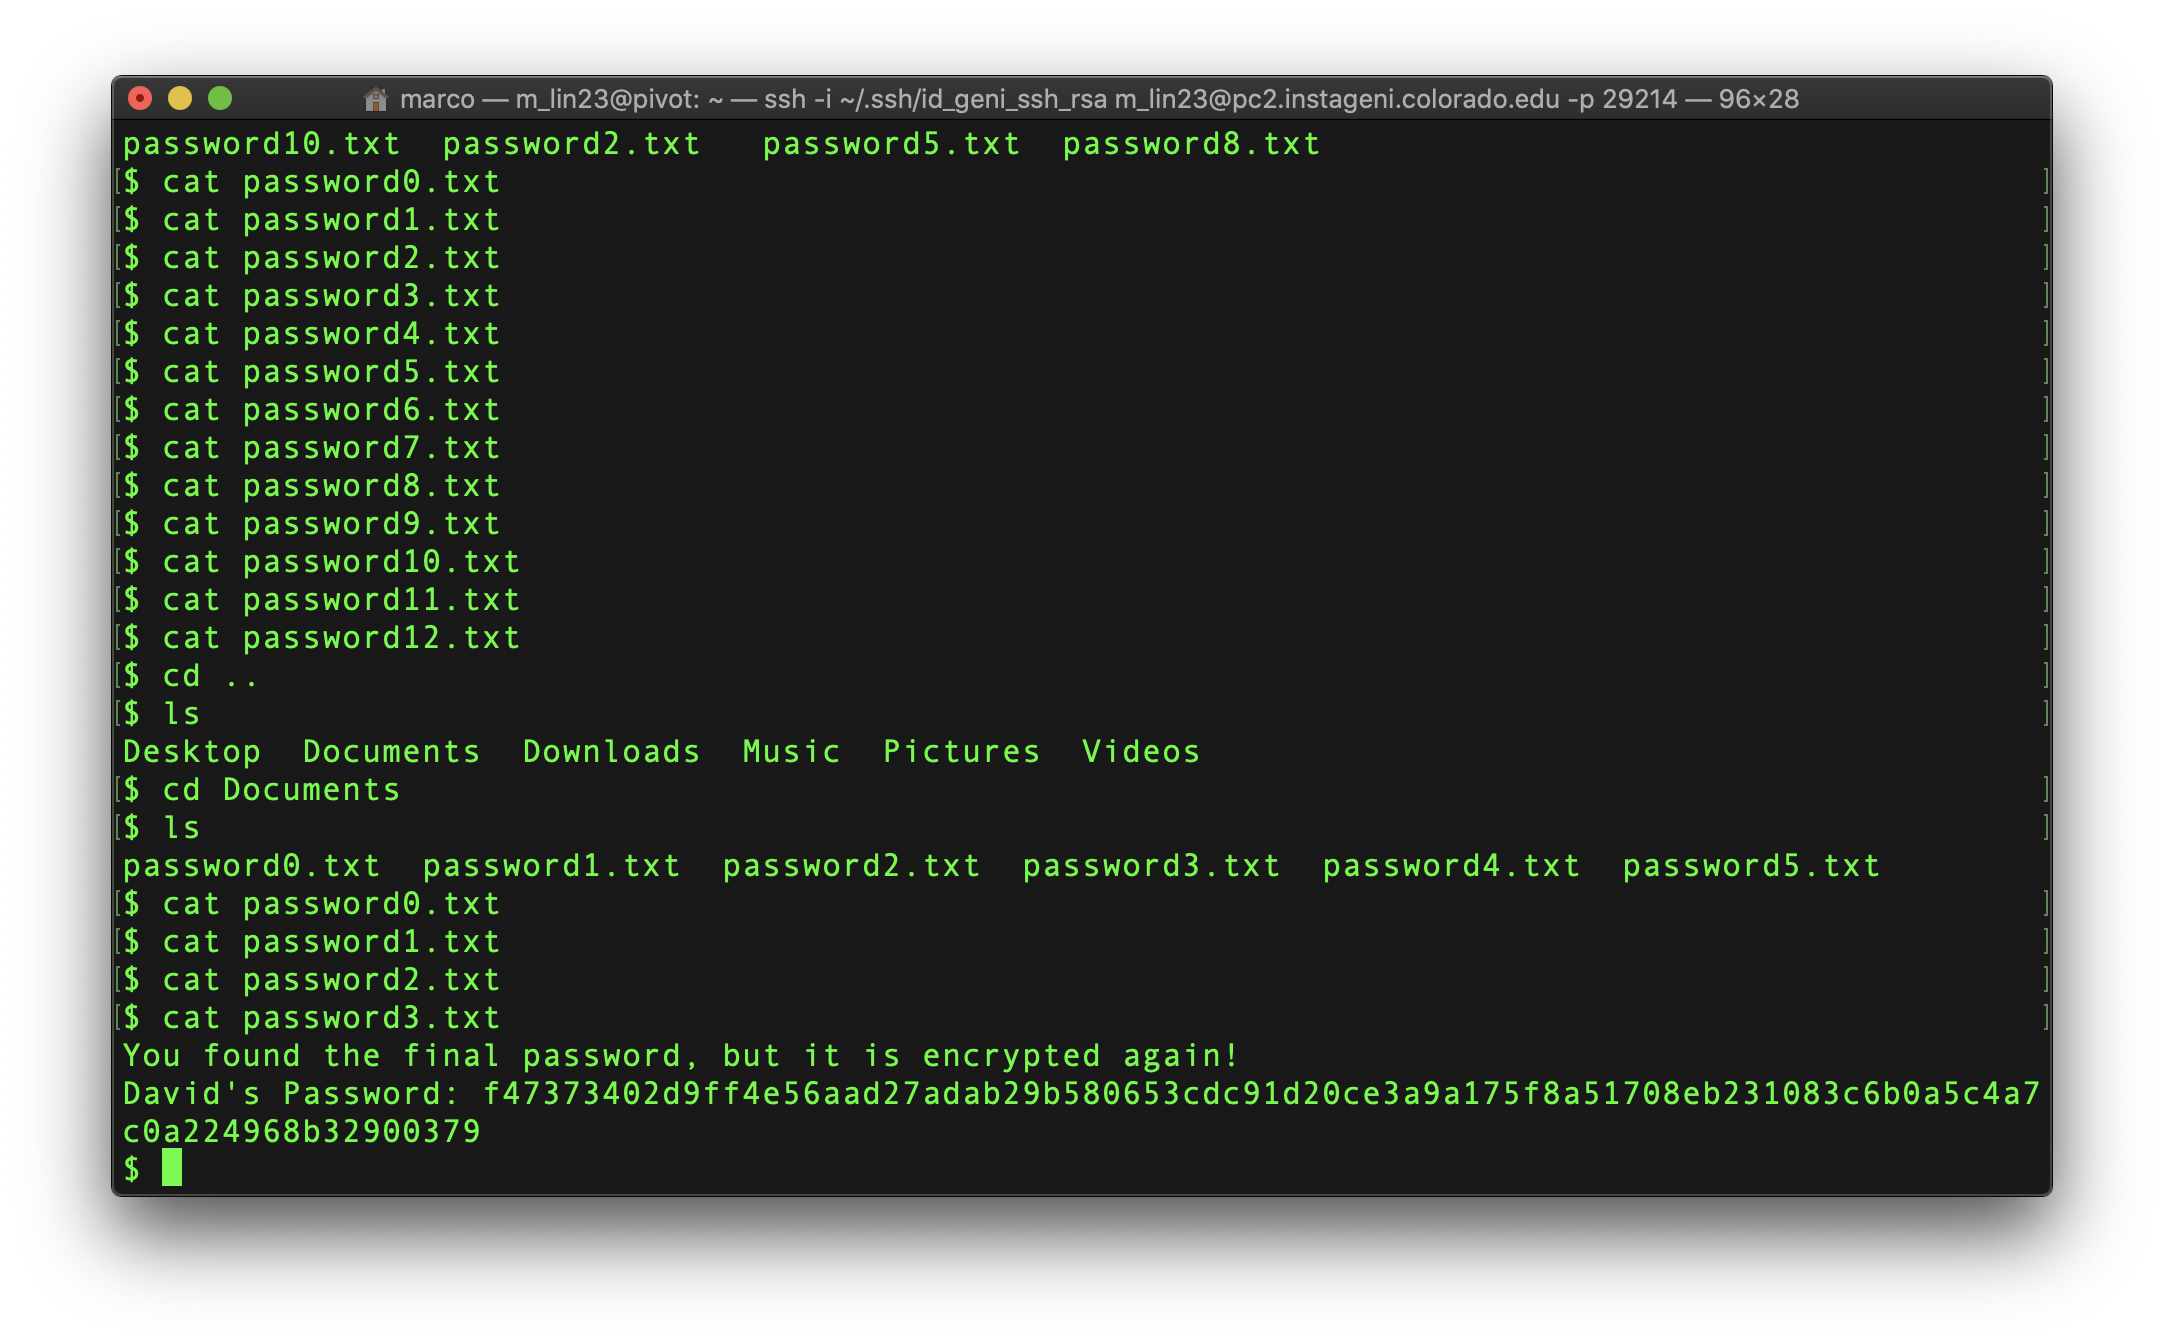 marco — m_lin23@pivot: ~ — ssh -i ~/.ssh/id_geni_ssh_rsa m_lin23@pc2.instageni.colorado.edu -p 29214 — 96×28
password10.txt  password2.txt   password5.txt  password8.txt
[$ cat password0.txt ]
[$ cat password1.txt ]
[$ cat password2.txt ]
[$ cat password3.txt ]
[$ cat password4.txt ]
[$ cat password5.txt ]
[$ cat password6.txt ]
[$ cat password7.txt ]
[$ cat password8.txt ]
[$ cat password9.txt ]
[$ cat password10.txt ]
[$ cat password11.txt ]
[$ cat password12.txt ]
[$ cd .. ]
[$ ls ]
Desktop  Documents  Downloads  Music  Pictures  Videos
[$ cd Documents ]
[$ ls ]
password0.txt  password1.txt  password2.txt  password3.txt  password4.txt  password5.txt
[$ cat password0.txt ]
[$ cat password1.txt ]
[$ cat password2.txt ]
[$ cat password3.txt ]
You found the final password, but it is encrypted again!
David's Password: f47373402d9ff4e56aad27adab29b580653cdc91d20ce3a9a175f8a51708eb231083c6b0a5c4a7
c0a224968b32900379
$